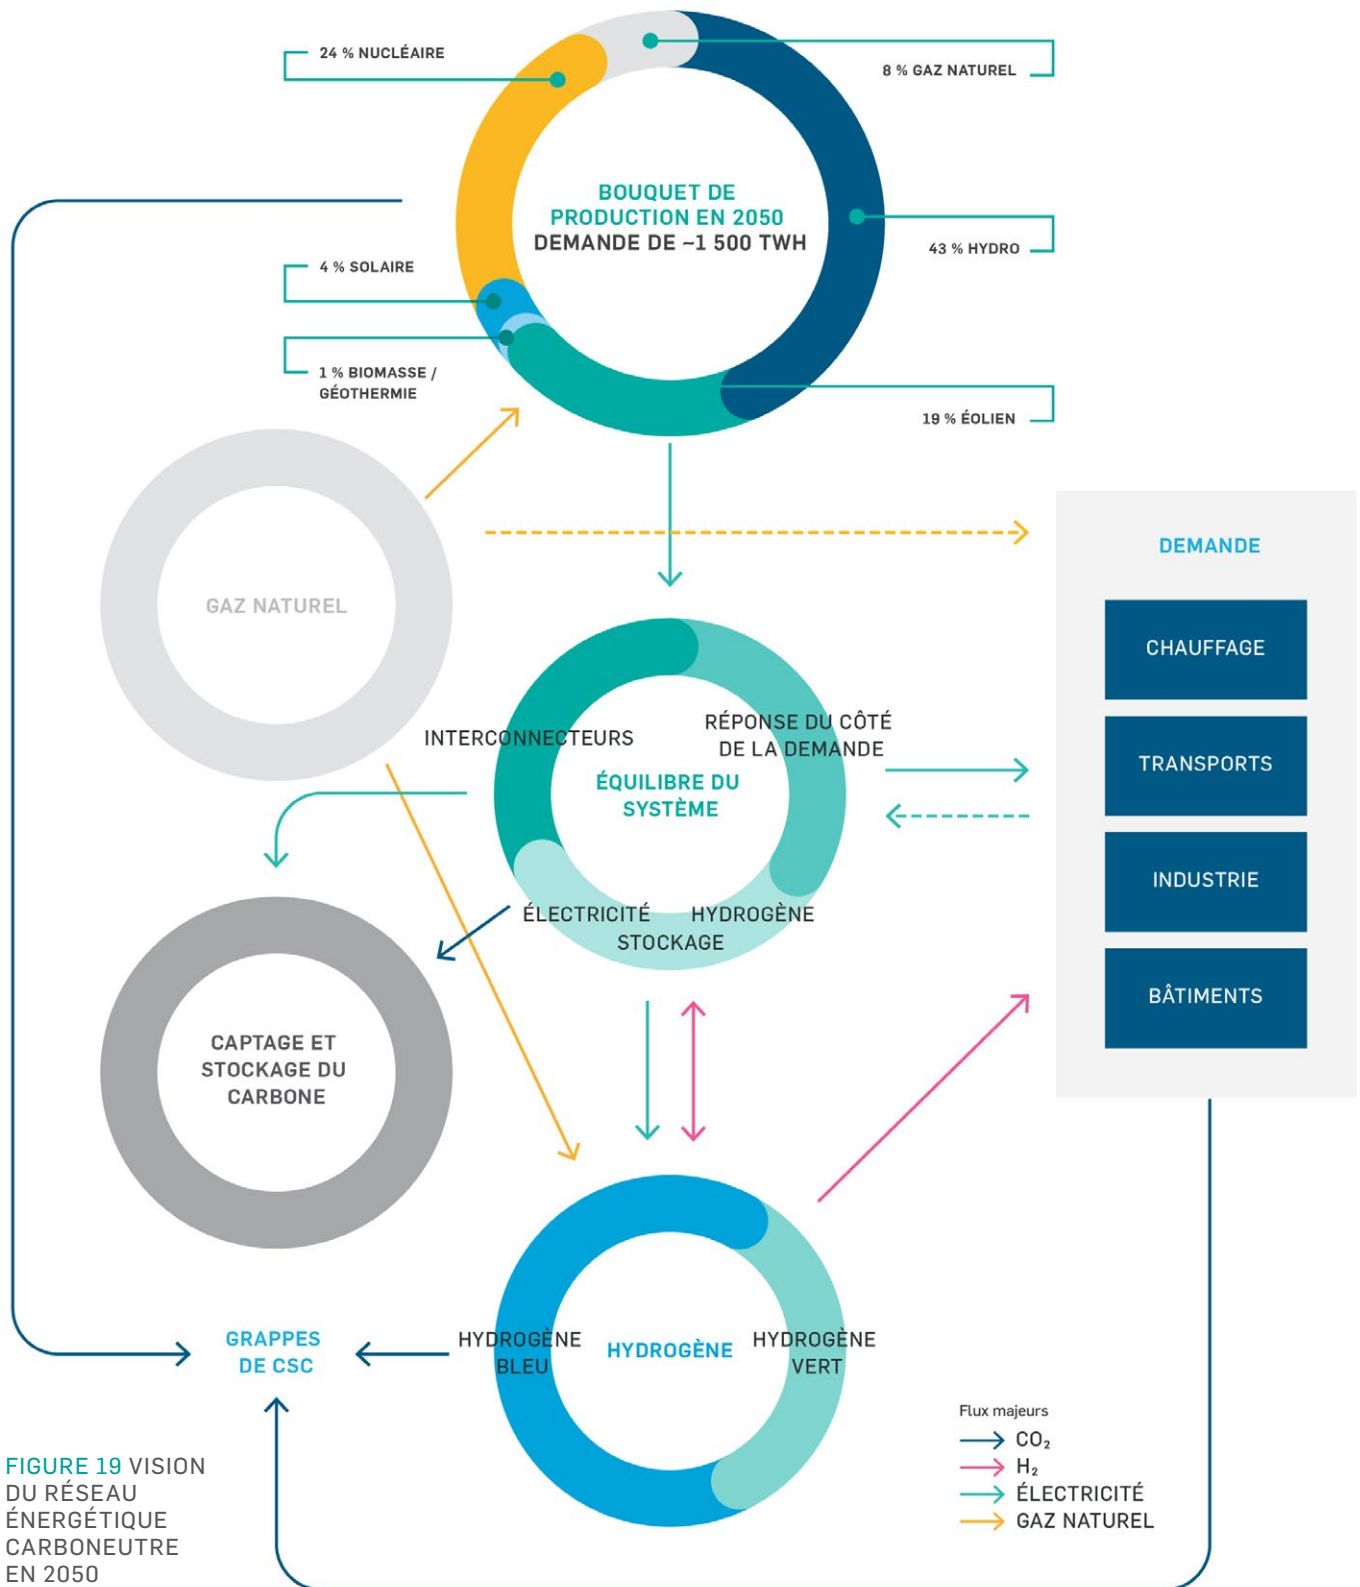 24 % NUCLÉAIRE
8 % GAZ NATUREL
BOUQUET DE
PRODUCTION EN 2050
DEMANDE DE ~1 500 TWH
43 % HYDRO
4 % SOLAIRE
1 % BIOMASSE /
GÉOTHERMIE
19 % ÉOLIEN
GAZ NATUREL
DEMANDE
CHAUFFAGE
TRANSPORTS
INDUSTRIE
BÂTIMENTS
INTERCONNECTEURS
RÉPONSE DU CÔTÉ
DE LA DEMANDE
ÉQUILIBRE DU
SYSTÈME
ÉLECTRICITÉ HYDROGÈNE
STOCKAGE
CAPTAGE ET
STOCKAGE DU
CARBONE
GRAPPES
DE CSC
HYDROGÈNE
BLEU
HYDROGÈNE
HYDROGÈNE
VERT
Flux majeurs
CO₂
H₂
ÉLECTRICITÉ
GAZ NATUREL
FIGURE 19 VISION
DU RÉSEAU
ÉNERGÉTIQUE
CARBONEUTRE
EN 2050